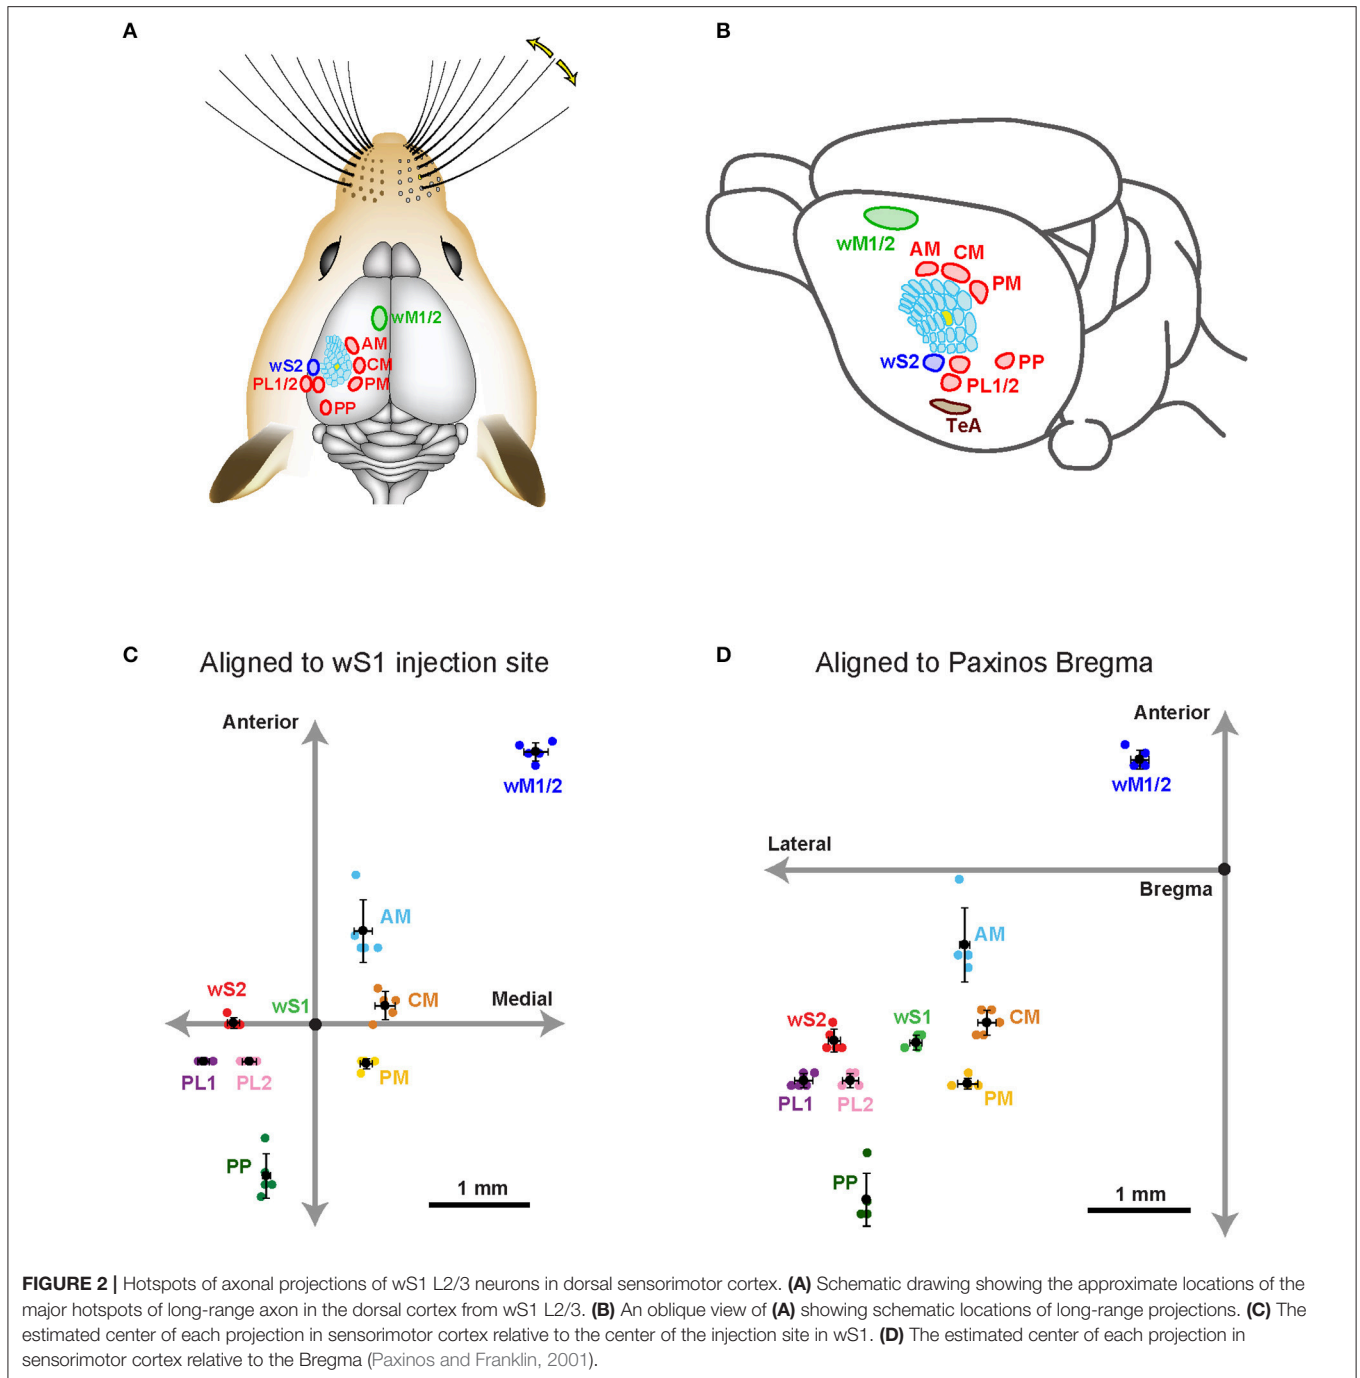 A
B
wM1/2
AM
wS2
CM
PL1/2
PM
PP
wM1/2
AM
CM
PM
wS2
PP
PL1/2
TeA
C
Aligned to wS1 injection site
Anterior
wM1/2
AM
wS2
wS1
CM
Medial
PL1
PL2
PM
PP
1 mm
D
Aligned to Paxinos Bregma
Anterior
wM1/2
Lateral
Bregma
AM
wS2
wS1
CM
PL1
PL2
PM
PP
1 mm
FIGURE 2 | Hotspots of axonal projections of wS1 L2/3 neurons in dorsal sensorimotor cortex. (A) Schematic drawing showing the approximate locations of the
major hotspots of long-range axon in the dorsal cortex from wS1 L2/3. (B) An oblique view of (A) showing schematic locations of long-range projections. (C) The
estimated center of each projection in sensorimotor cortex relative to the center of the injection site in wS1. (D) The estimated center of each projection in
sensorimotor cortex relative to the Bregma (Paxinos and Franklin, 2001).